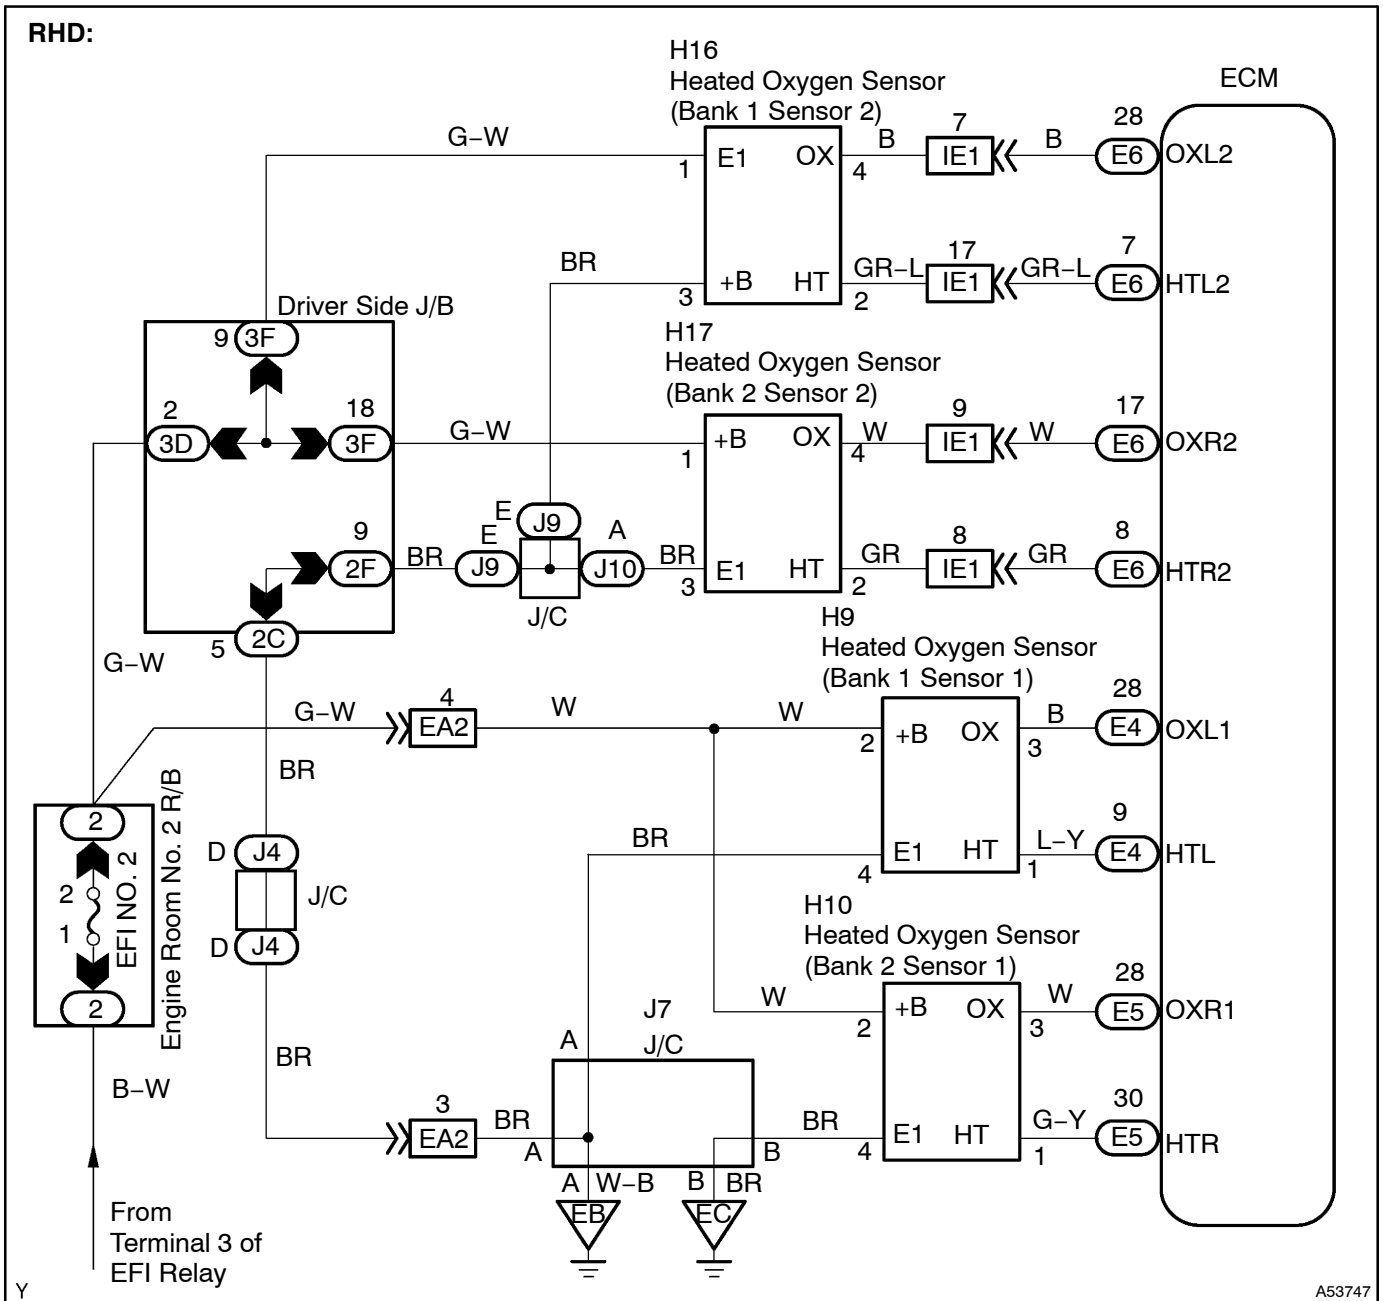 RHD:
H16
Heated Oxygen Sensor
(Bank 1 Sensor 2)
ECM
G-W
1
E1
OX
4
B
7
IE1
B
28
E6
OXL2
BR
3
+B
HT
2
GR-L
17
IE1
GR-L
7
E6
HTL2
Driver Side J/B
9
3F
2
3D
18
3F
9
2F
5
2C
H17
Heated Oxygen Sensor
(Bank 2 Sensor 2)
G-W
1
+B
OX
4
W
9
IE1
W
17
E6
OXR2
BR
E
J9
E
J9
A
J10
J/C
BR
3
E1
HT
2
GR
8
IE1
GR
8
E6
HTR2
H9
Heated Oxygen Sensor
(Bank 1 Sensor 1)
G-W
G-W
4
EA2
W
W
2
+B
OX
3
B
28
E4
OXL1
BR
BR
4
E1
HT
1
L-Y
9
E4
HTL
2
2
1
EFI NO. 2
2
Engine Room No. 2 R/B
D
J4
J/C
D
J4
H10
Heated Oxygen Sensor
(Bank 2 Sensor 1)
W
2
+B
OX
3
W
28
E5
OXR1
J7
J/C
A
BR
B-W
3
EA2
BR
A
B
BR
4
E1
HT
1
G-Y
30
E5
HTR
A
W-B
B
BR
EB
EC
From
Terminal 3 of
EFI Relay
Y
A53747